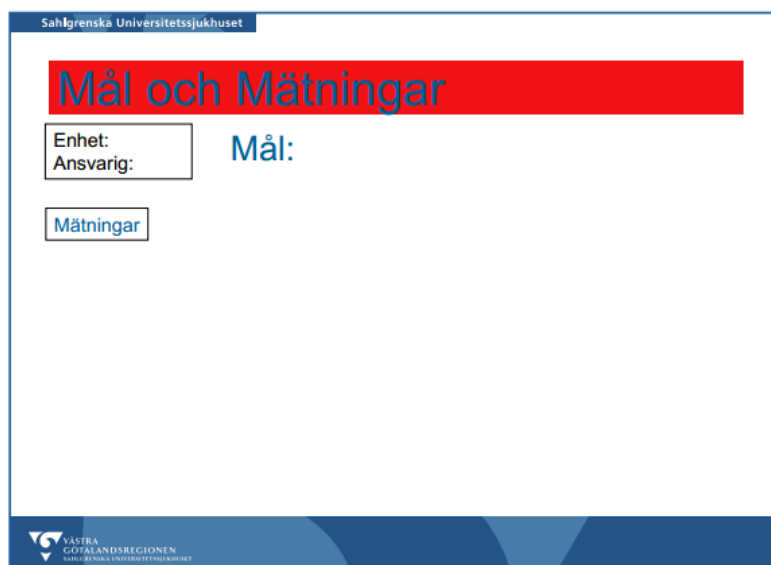 Sahlgrenska Universitetssjukhuset
Mål och Mätningar
Enhet:
Ansvarig:
Mål:
Mätningar
VÄSTRA
GÖTALANDSREGIONEN
SAHLGRENSKA UNIVERSITETSSJUKHUSET